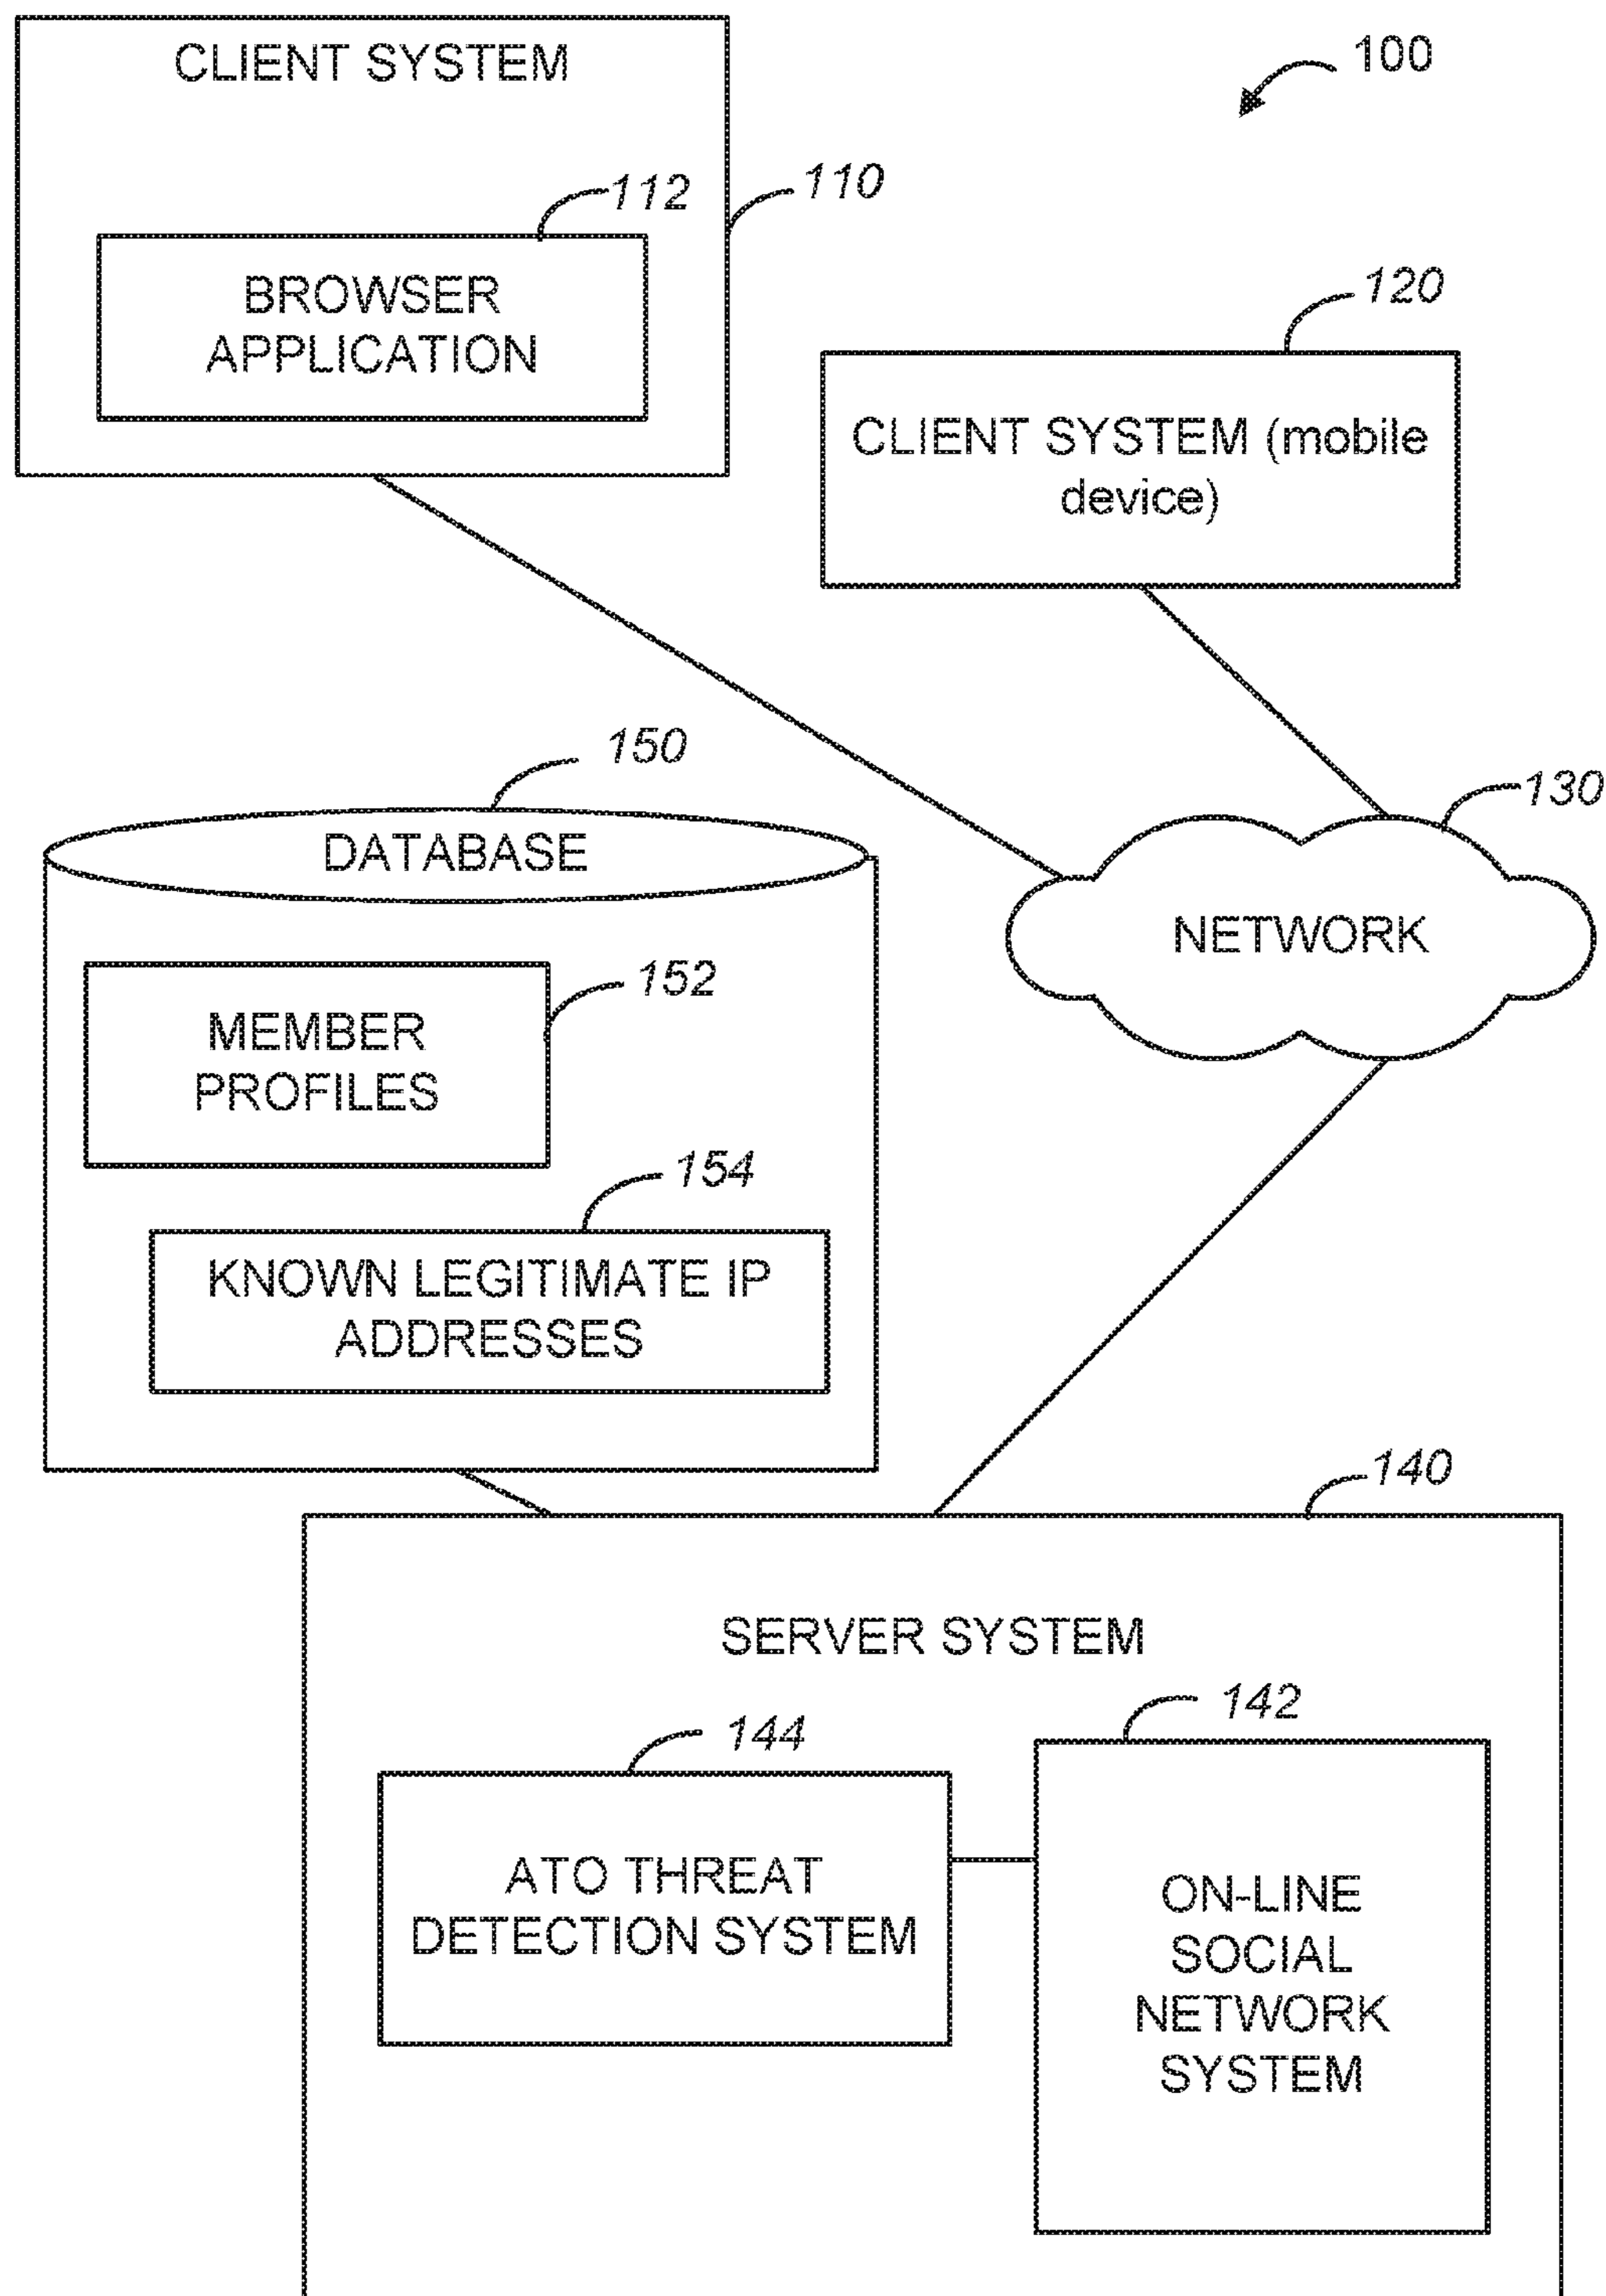 CLIENT SYSTEM
100
110
112
BROWSER
APPLICATION
120
CLIENT SYSTEM (mobile
device)
150
130
DATABASE
NETWORK
152
MEMBER
PROFILES
154
KNOWN LEGITIMATE IP
ADDRESSES
140
SERVER SYSTEM
142
144
ATO THREAT
DETECTION SYSTEM
ON-LINE
SOCIAL
NETWORK
SYSTEM